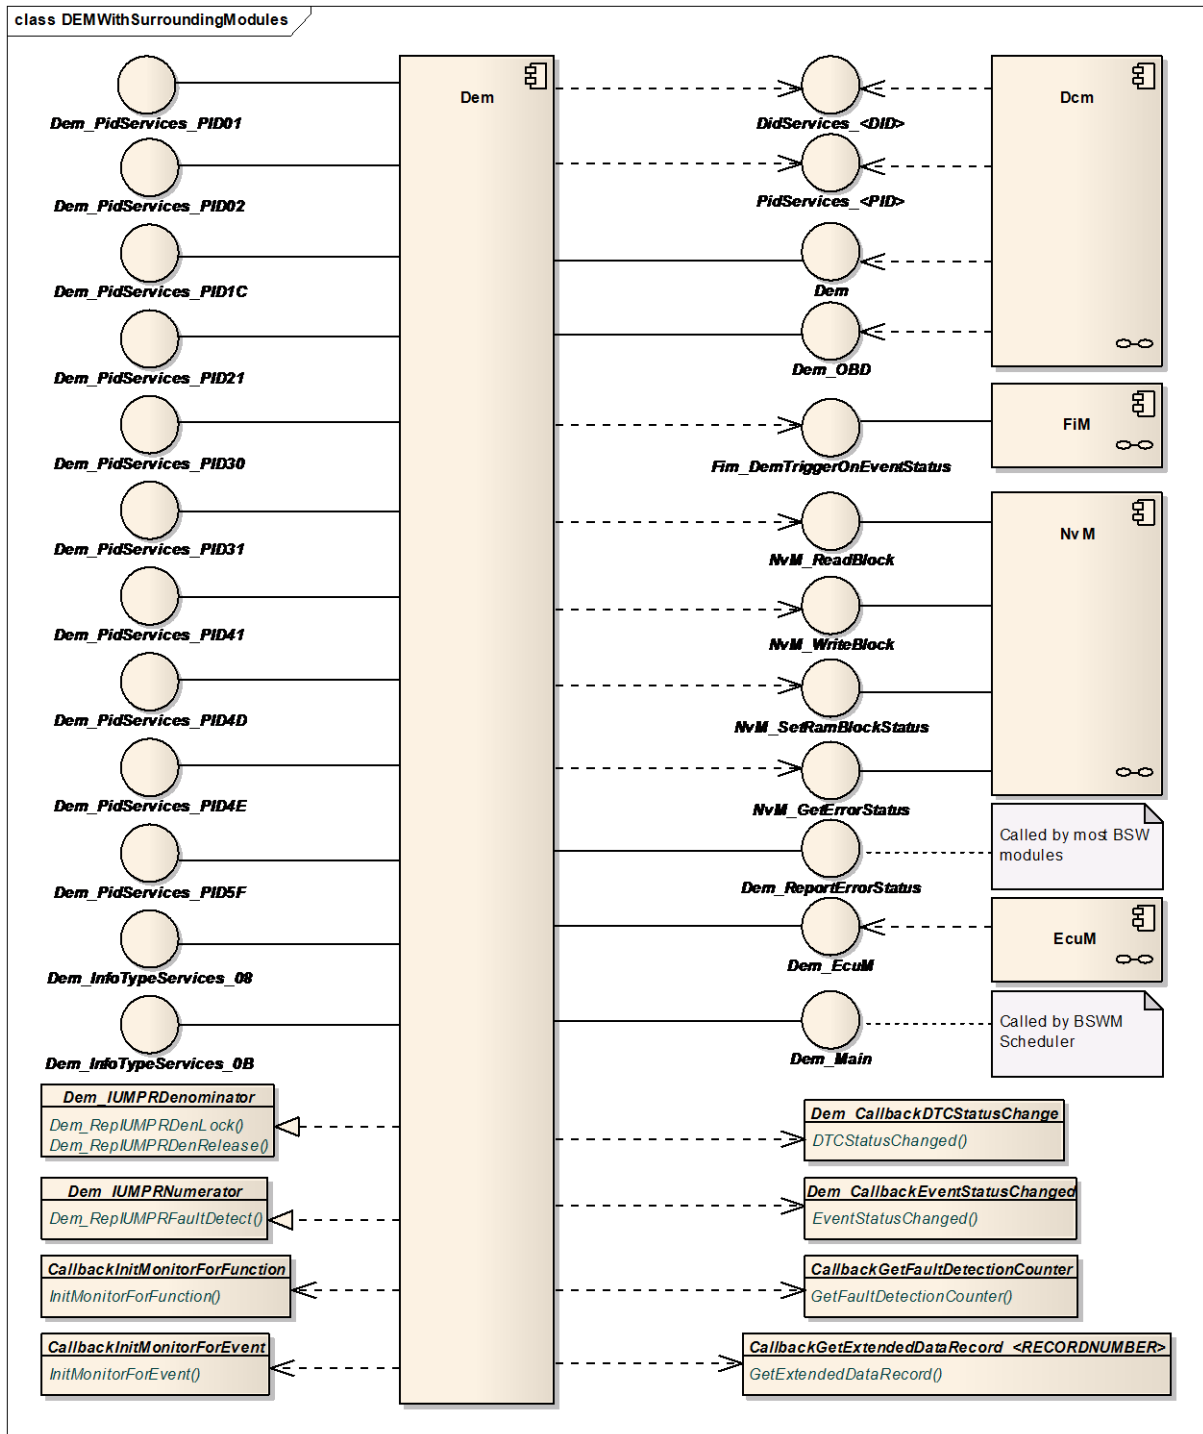 class DEMWithSurroundingModules
Dem
Dem_PidServices_PID01
Dem_PidServices_PID02
Dem_PidServices_PID1C
Dem_PidServices_PID21
Dem_PidServices_PID30
Dem_PidServices_PID31
Dem_PidServices_PID41
Dem_PidServices_PID4D
Dem_PidServices_PID4E
Dem_PidServices_PID5F
Dem_InfoTypeServices_08
Dem_InfoTypeServices_0B
Dem_IUMPRDenominator
Dem_RepIUMPRDenLock()
Dem_RepIUMPRDenRelease()
Dem_IUMPRNumerator
Dem_RepIUMPRFaultDetect()
CallbackInitMonitorForFunction
InitMonitorForFunction()
CallbackInitMonitorForEvent
InitMonitorForEvent()
DidServices_<DID>
PidServices_<PID>
Dem
Dem_OBD
Fim_DemTriggerOnEventStatus
NvM_ReadBlock
NvM_WriteBlock
NvM_SetRamBlockStatus
NvM_GetErrorStatus
Dem_ReportErrorStatus
Dem_EcuM
Dem_Main
Dcm
FiM
NvM
Called by most BSW
modules
EcuM
Called by BSWM
Scheduler
Dem_CallbackDTCStatusChange
DTCStatusChanged()
Dem_CallbackEventStatusChanged
EventStatusChanged()
CallbackGetFaultDetectionCounter
GetFaultDetectionCounter()
CallbackGetExtendedDataRecord_<RECORDNUMBER>
GetExtendedDataRecord()